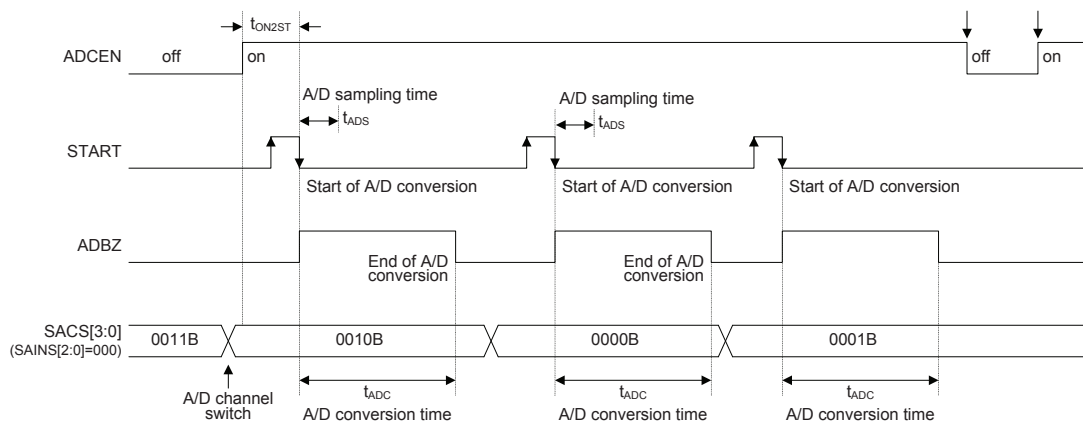 tON2ST
ADCEN
off
on
off
on
A/D sampling time
tADS
A/D sampling time
tADS
START
Start of A/D conversion
Start of A/D conversion
Start of A/D conversion
ADBZ
End of A/D
conversion
End of A/D
conversion
SACS[3:0]
(SAINS[2:0]=000)
0011B
0010B
0000B
0001B
A/D channel
switch
tADC
A/D conversion time
tADC
A/D conversion time
tADC
A/D conversion time